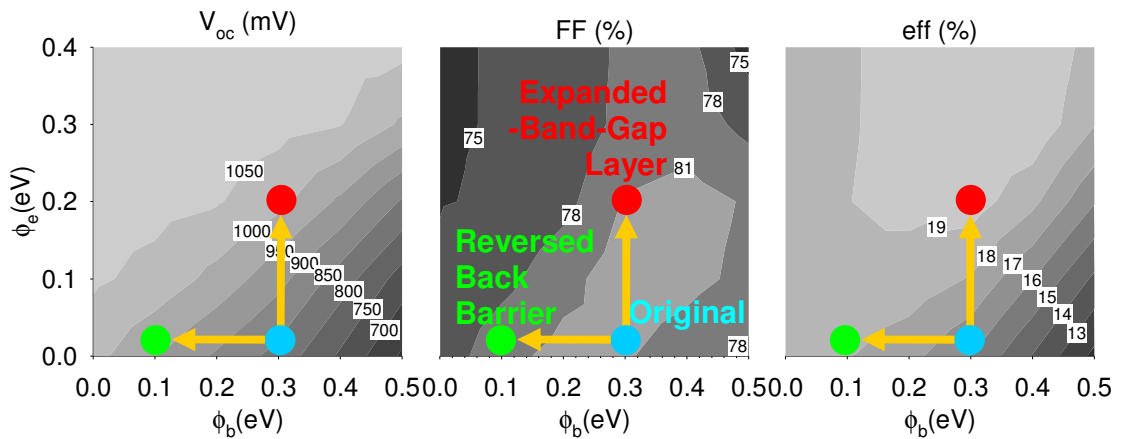 V_oc (mV)
FF (%)
eff (%)
ϕ_e(eV)
0.4
0.3
0.2
0.1
0.0
1050
1000
950
900
850
800
750
700
0.0 0.1 0.2 0.3 0.4 0.5
ϕ_b(eV)
75
75
78
81
78
78
Expanded
-Band-Gap
Layer
Reversed
Back
Barrier
Original
0.0 0.1 0.2 0.3 0.4 0.5
ϕ_b(eV)
19
18
17
16
15
14
13
0.0 0.1 0.2 0.3 0.4 0.5
ϕ_b(eV)